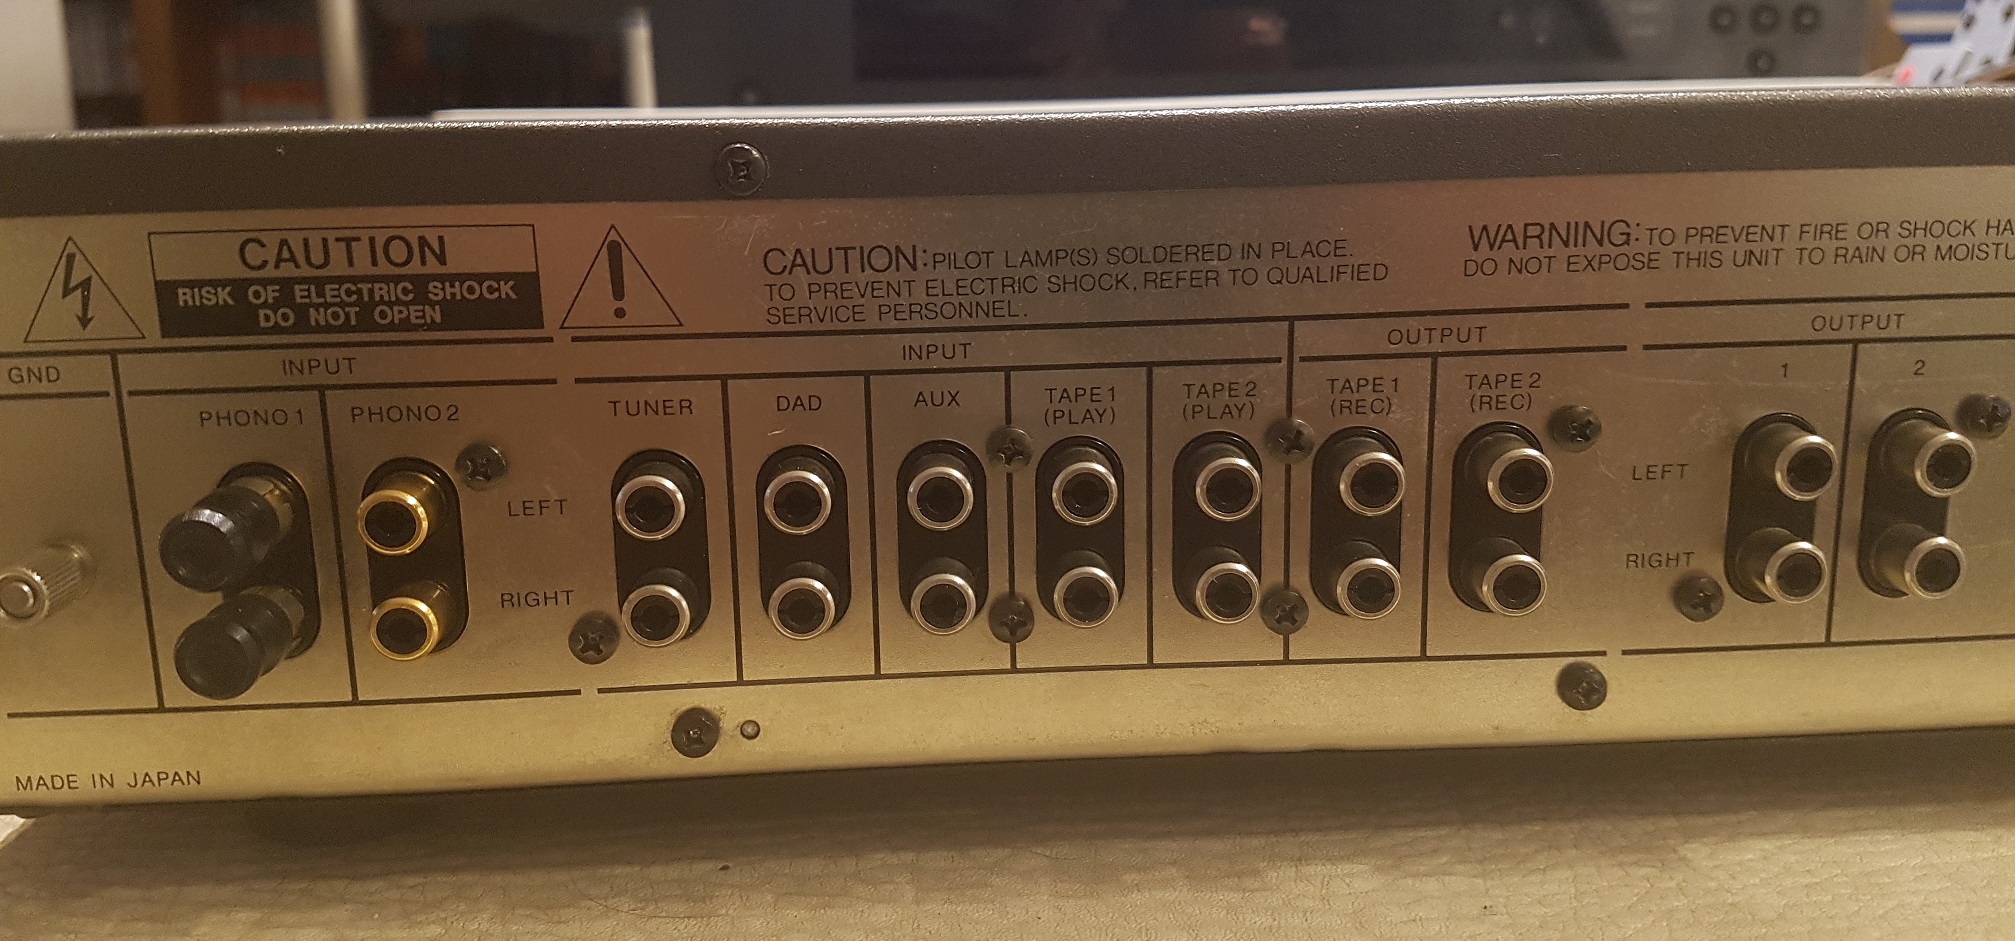 CAUTION
RISK OF ELECTRIC SHOCK
DO NOT OPEN
CAUTION: PILOT LAMP(S) SOLDERED IN PLACE.
TO PREVENT ELECTRIC SHOCK, REFER TO QUALIFIED
SERVICE PERSONNEL.
WARNING: TO PREVENT FIRE OR SHOCK HA
DO NOT EXPOSE THIS UNIT TO RAIN OR MOISTU
GND
INPUT
PHONO 1
PHONO 2
INPUT
TUNER
DAD
AUX
TAPE 1
(PLAY)
TAPE 2
(PLAY)
OUTPUT
TAPE 1
(REC)
TAPE 2
(REC)
OUTPUT
1
2
LEFT
RIGHT
LEFT
RIGHT
MADE IN JAPAN